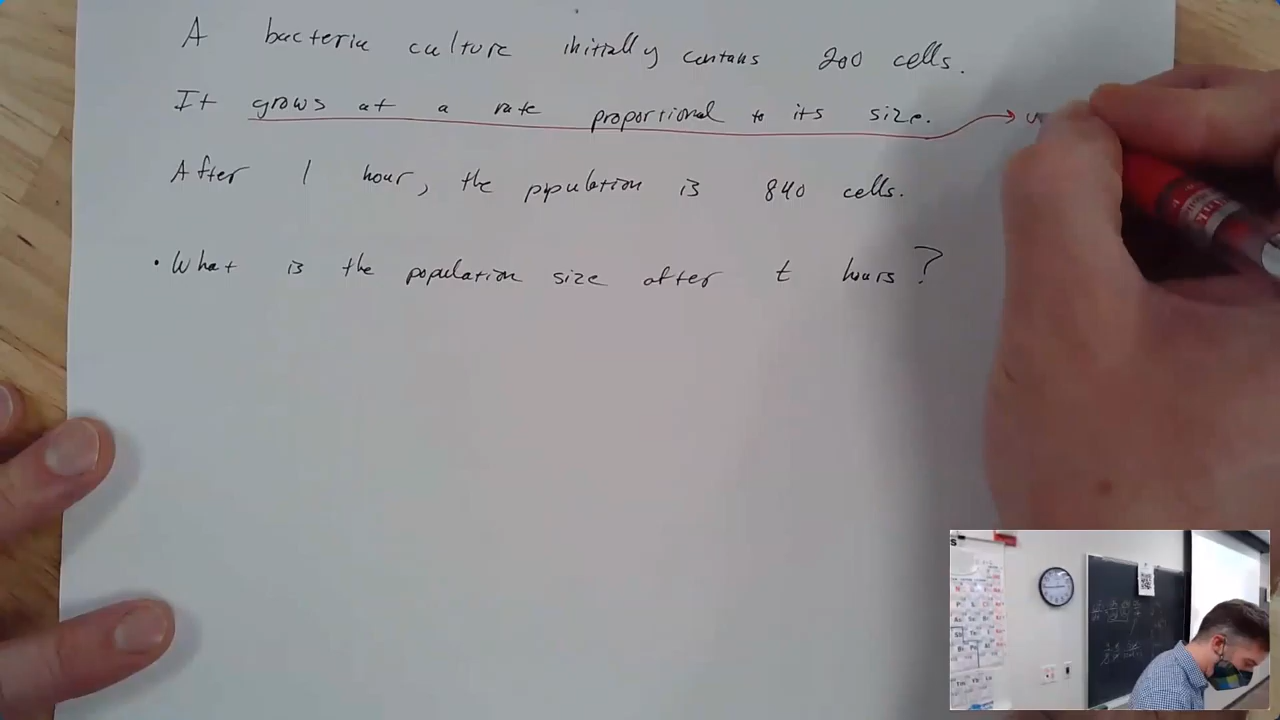 A bacteria culture initially contains 200 cells.
It grows at a rate proportional to its size. →
After 1 hour, the population is 840 cells.
• What is the population size after t hours?